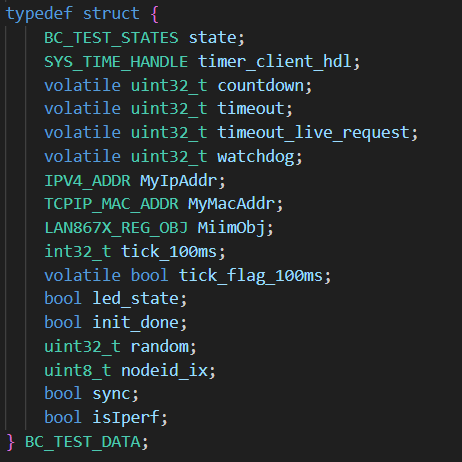 typedef struct {
    BC_TEST_STATES state;
    SYS_TIME_HANDLE timer_client_hdl;
    volatile uint32_t countdown;
    volatile uint32_t timeout;
    volatile uint32_t timeout_live_request;
    volatile uint32_t watchdog;
    IPV4_ADDR MyIpAddr;
    TCPIP_MAC_ADDR MyMacAddr;
    LAN867X_REG_OBJ MiimObj;
    int32_t tick_100ms;
    volatile bool tick_flag_100ms;
    bool led_state;
    bool init_done;
    uint32_t random;
    uint8_t nodeid_ix;
    bool sync;
    bool isIperf;
} BC_TEST_DATA;